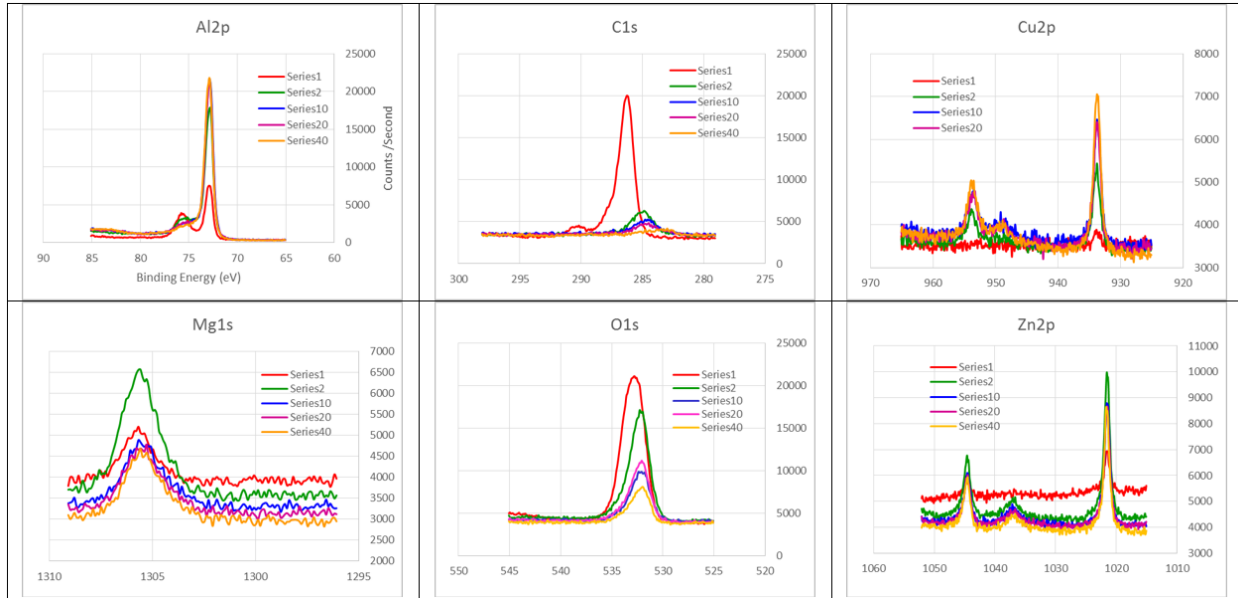 Al2p
25000
20000
15000
10000
5000
0
Counts /Second
Series1
Series2
Series10
Series20
Series40
90 85 80 75 70 65 60
Binding Energy (eV)
C1s
25000
20000
15000
10000
5000
0
Series1
Series2
Series10
Series20
Series40
300 295 290 285 280 275
Cu2p
8000
7000
6000
5000
4000
3000
Series1
Series2
Series10
Series20
970 960 950 940 930 920
Mg1s
7000
6500
6000
5500
5000
4500
4000
3500
3000
2500
2000
Series1
Series2
Series10
Series20
Series40
1310 1305 1300 1295
O1s
25000
20000
15000
10000
5000
0
Series1
Series2
Series10
Series20
Series40
550 545 540 535 530 525 520
Zn2p
11000
10000
9000
8000
7000
6000
5000
4000
3000
Series1
Series2
Series10
Series20
Series40
1060 1050 1040 1030 1020 1010